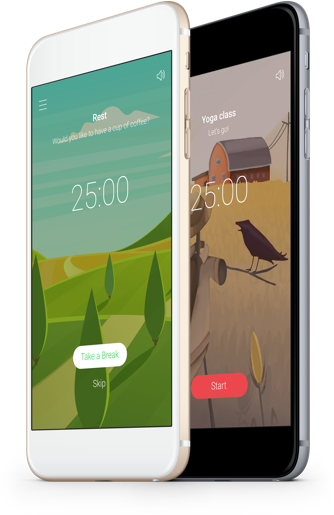 Rest
Would you like to have a cup of coffee?
25:00
Take a Break
Skip
Yoga class
Let's go!
25:00
Start